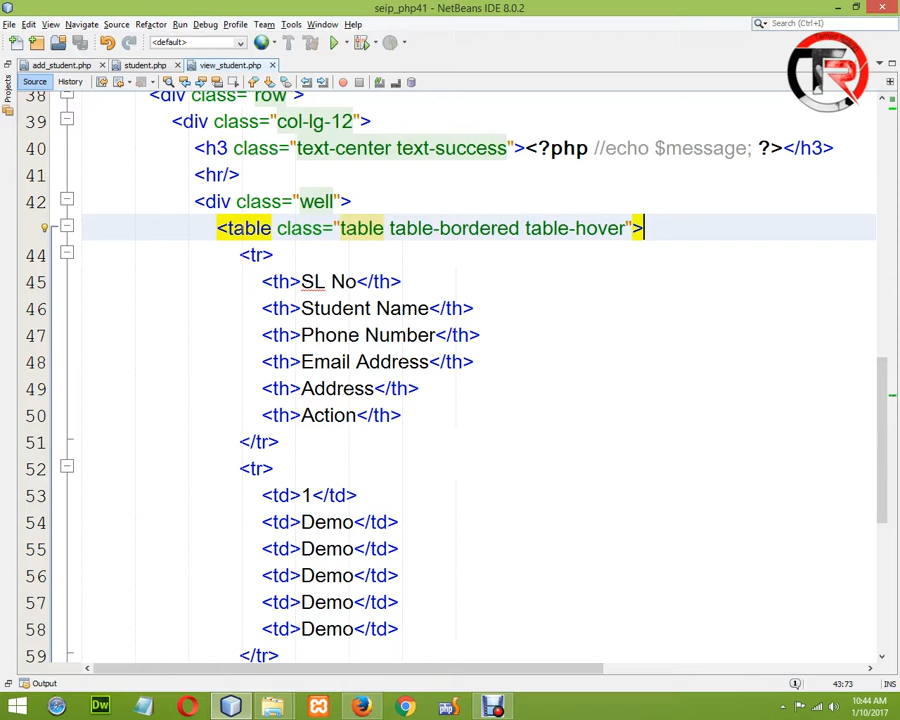 seip_php41 - NetBeans IDE 8.0.2
File Edit View Navigate Source Refactor Run Debug Profile Team Tools Window Help
<default>
Search (Ctrl+I)
add_student.php student.php view_student.php
Source History
Projects
38 <div class="row">
39 <div class="col-lg-12">
40 <h3 class="text-center text-success"><?php //echo $message; ?></h3>
41 <hr/>
42 <div class="well">
<table class="table table-bordered table-hover">
44 <tr>
45 <th>SL No</th>
46 <th>Student Name</th>
47 <th>Phone Number</th>
48 <th>Email Address</th>
49 <th>Address</th>
50 <th>Action</th>
51 </tr>
52 <tr>
53 <td>1</td>
54 <td>Demo</td>
55 <td>Demo</td>
56 <td>Demo</td>
57 <td>Demo</td>
58 <td>Demo</td>
59 </tr>
Output
43:73 INS
10:44 AM
1/10/2017